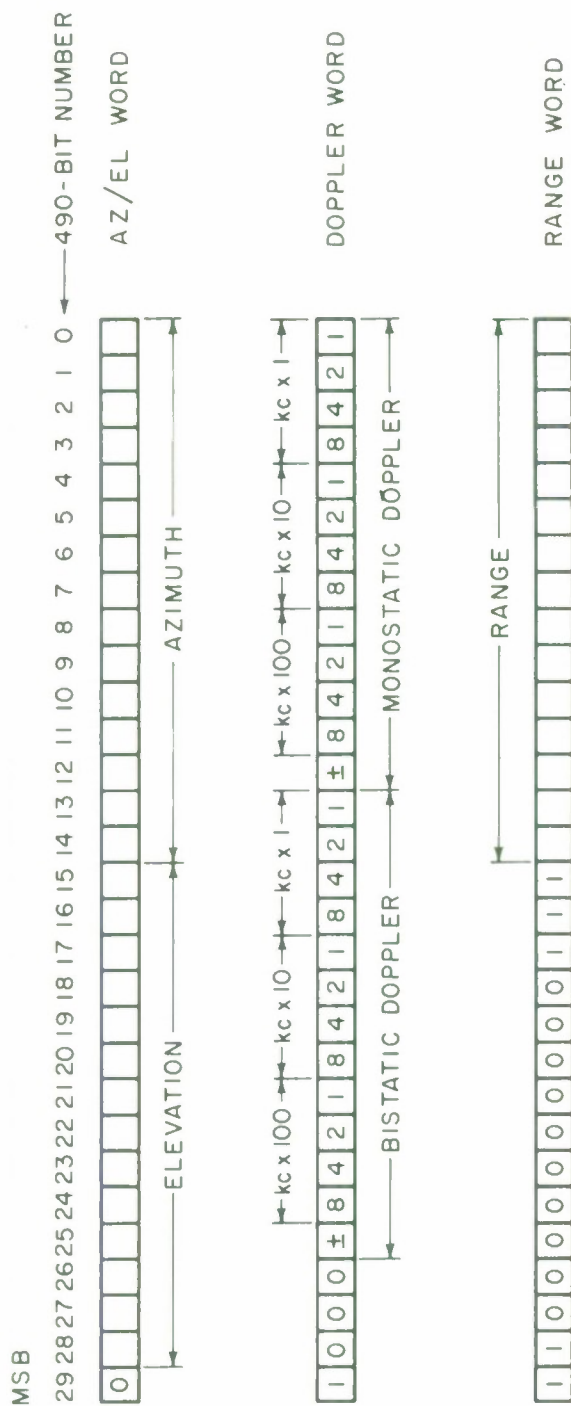 MSB
29 28 27 26 25 24 23 22 21 20 19 18 17 16 15 14 13 12 11 10 9 8 7 6 5 4 3 2 1 0 490-BIT NUMBER
0 AZ/EL WORD
ELEVATION AZIMUTH
kc x 100 kc x 10 kc x 1 kc x 100 kc x 10 kc x 1
1 0 0 0 ± 8 4 2 1 8 4 2 1 8 4 2 1 ± 8 4 2 1 8 4 2 1 8 4 2 1 DOPPLER WORD
BISTATIC DOPPLER MONOSTATIC DOPPLER
RANGE
1 1 0 0 0 0 0 0 0 0 0 0 1 1 1 RANGE WORD